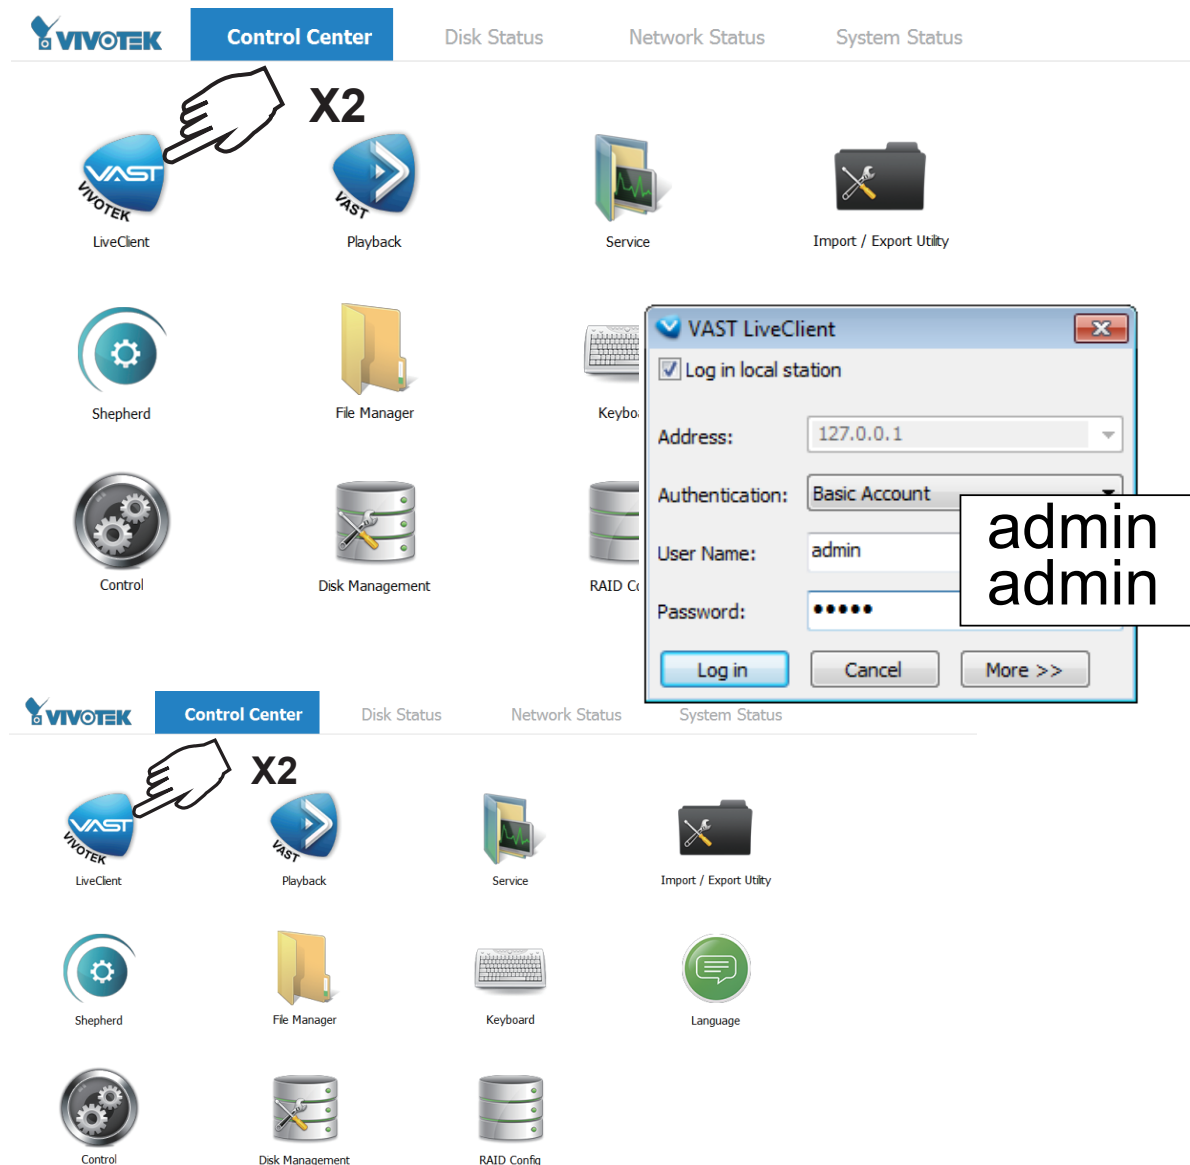 VIVOTEK Control Center Disk Status Network Status System Status
X2
VAST VIVOTEK VAST
LiveClient Playback Service Import / Export Utility
VAST LiveClient
Log in local station
Shepherd File Manager Keybo
Address: 127.0.0.1
Authentication: Basic Account
admin
User Name: admin
admin
Control Disk Management RAID Co
Password: •••••
Log in Cancel More >>
VIVOTEK Control Center Disk Status Network Status System Status
X2
VAST VIVOTEK VAST
LiveClient Playback Service Import / Export Utility
Shepherd File Manager Keyboard Language
Control Disk Management RAID Config